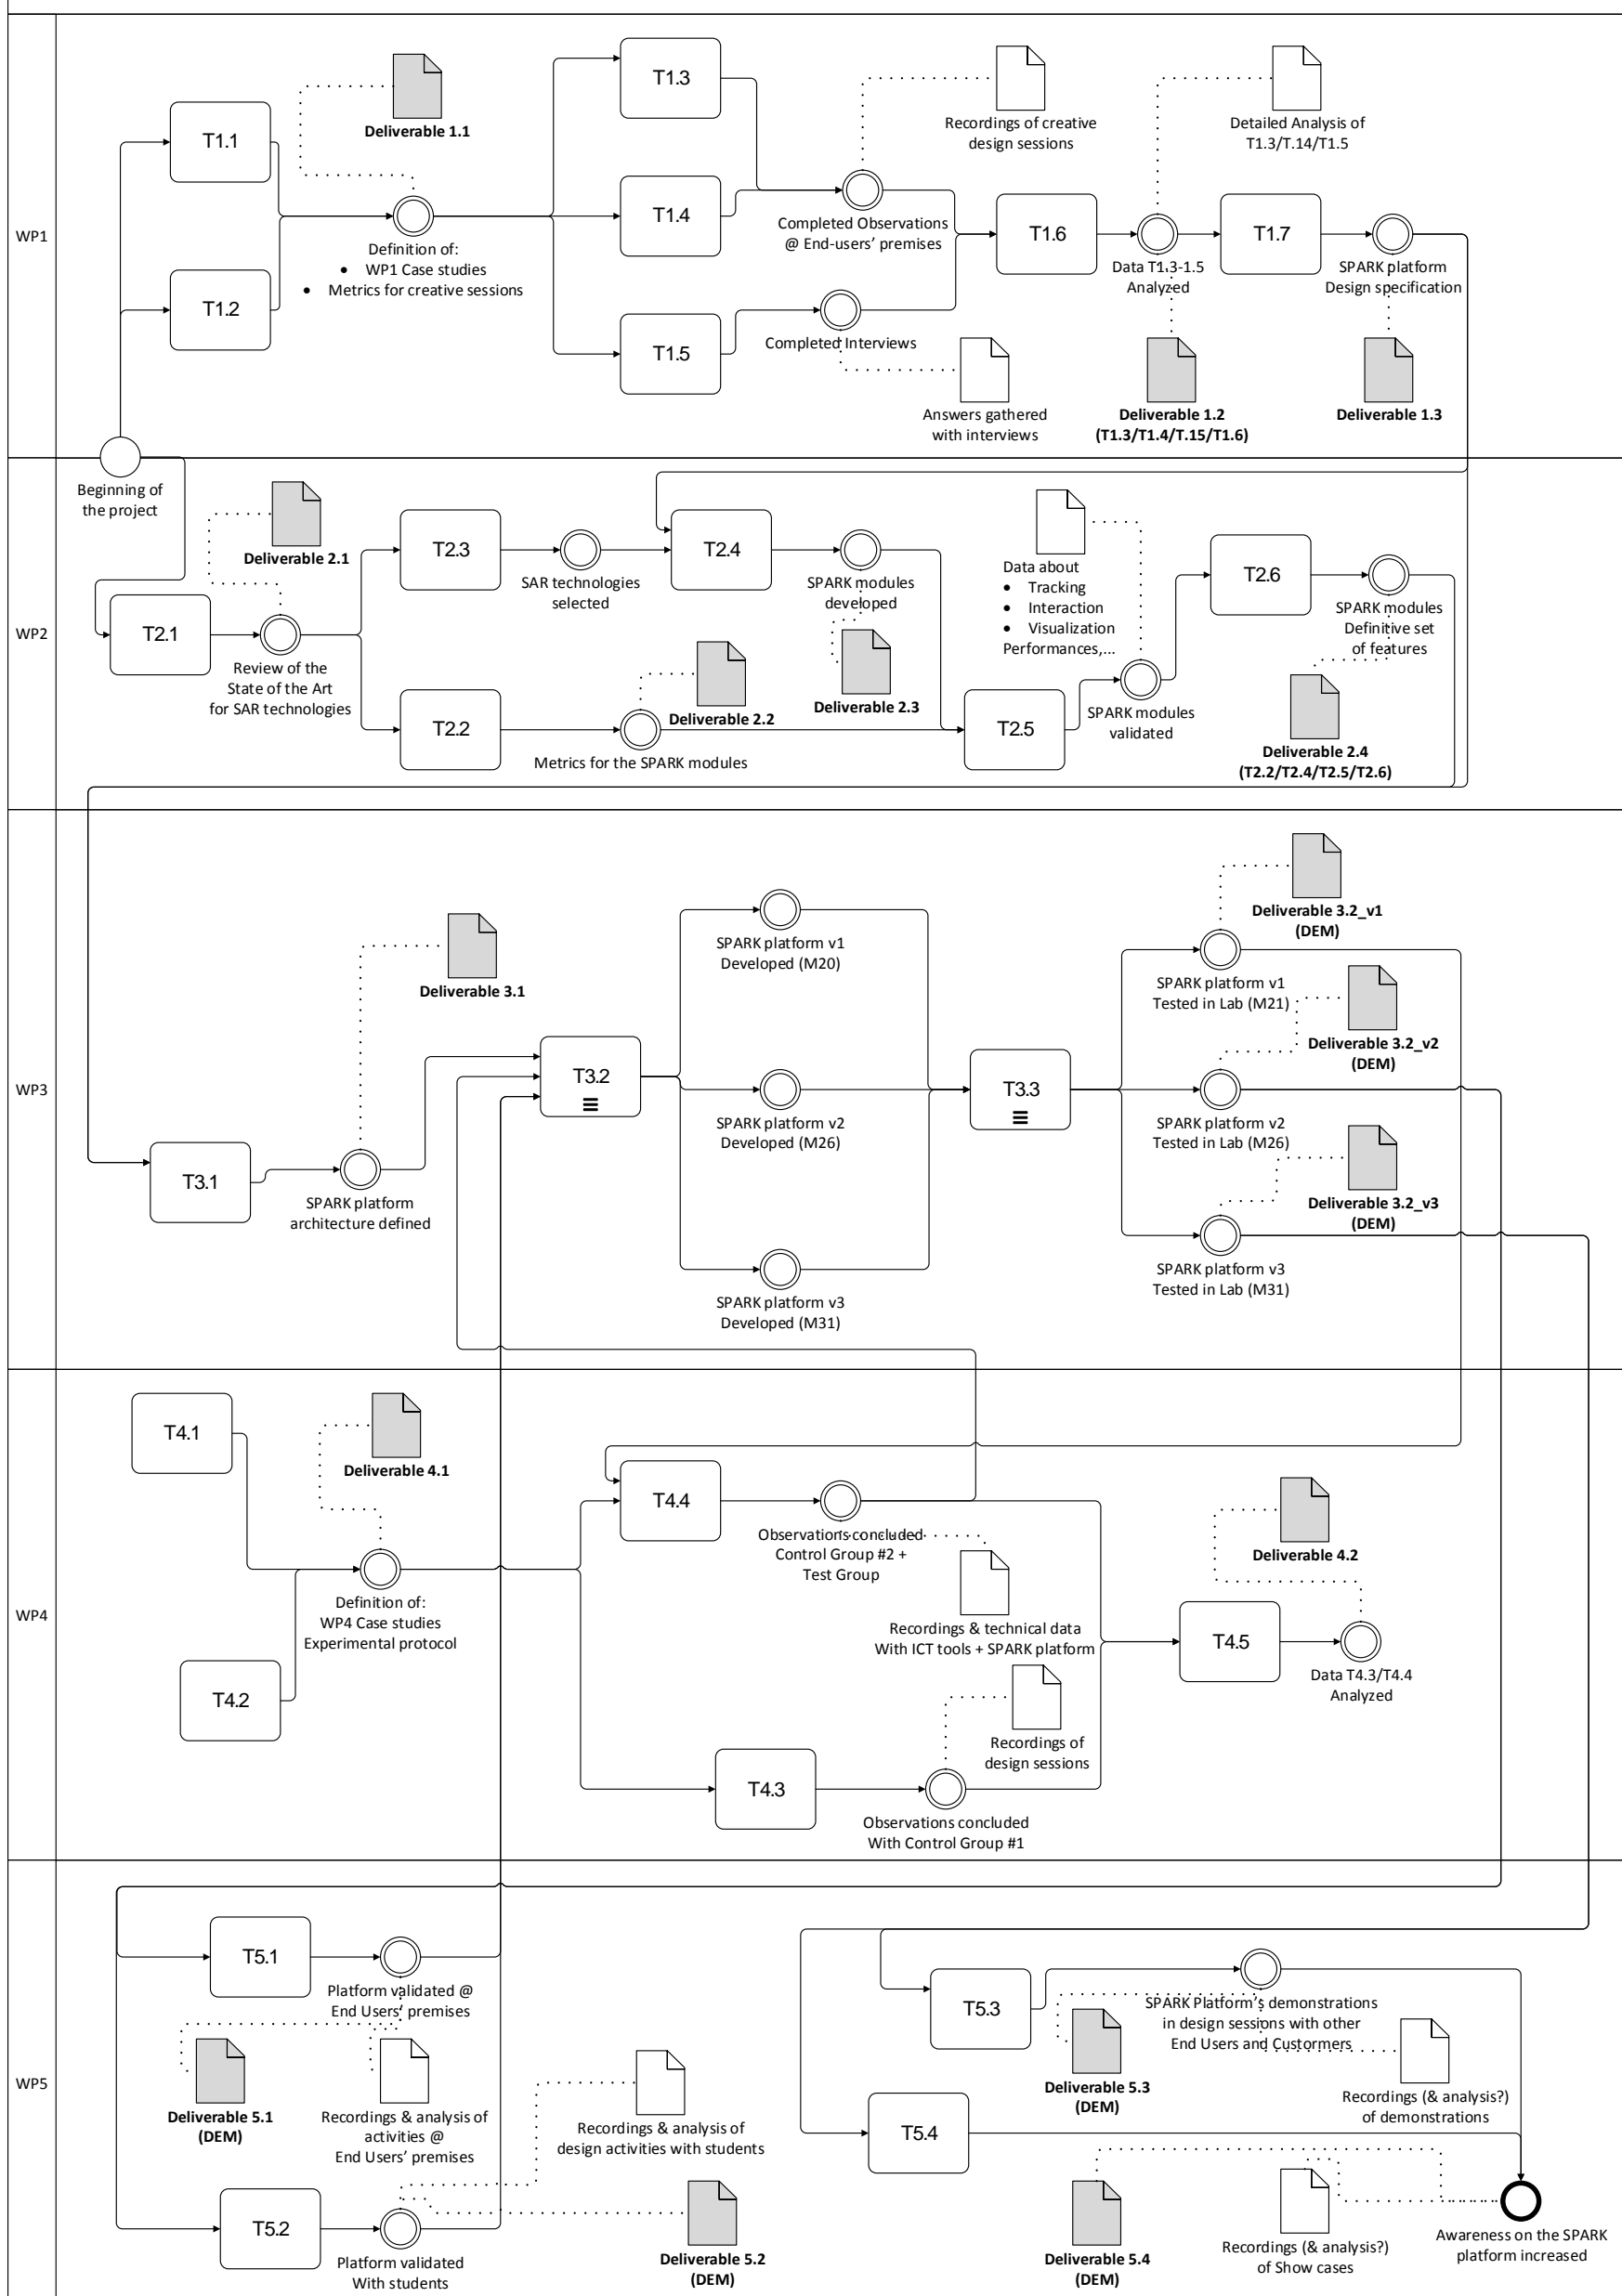 WP1
T1.1
T1.2
Deliverable 1.1
Definition of:
• WP1 Case studies
• Metrics for creative sessions
T1.3
T1.4
T1.5
Recordings of creative
design sessions
Completed Observations
@ End-users’ premises
Completed Interviews
Answers gathered
with interviews
T1.6
Detailed Analysis of
T1.3/T.14/T1.5
Data T1.3-1.5
Analyzed
Deliverable 1.2
(T1.3/T1.4/T.15/T1.6)
T1.7
SPARK platform
Design specification
Deliverable 1.3
Beginning of
the project
WP2
T2.1
Deliverable 2.1
Review of the
State of the Art
for SAR technologies
T2.3
SAR technologies
selected
T2.2
Deliverable 2.2
Metrics for the SPARK modules
T2.4
SPARK modules
developed
Deliverable 2.3
Data about
• Tracking
• Interaction
• Visualization
Performances,...
T2.5
SPARK modules
validated
T2.6
SPARK modules
Definitive set
of features
Deliverable 2.4
(T2.2/T2.4/T2.5/T2.6)
WP3
T3.1
Deliverable 3.1
SPARK platform
architecture defined
T3.2
SPARK platform v1
Developed (M20)
SPARK platform v2
Developed (M26)
SPARK platform v3
Developed (M31)
T3.3
Deliverable 3.2_v1
(DEM)
SPARK platform v1
Tested in Lab (M21)
Deliverable 3.2_v2
(DEM)
SPARK platform v2
Tested in Lab (M26)
Deliverable 3.2_v3
(DEM)
SPARK platform v3
Tested in Lab (M31)
WP4
T4.1
T4.2
Deliverable 4.1
Definition of:
WP4 Case studies
Experimental protocol
T4.4
Observations concluded
Control Group #2 +
Test Group
Recordings & technical data
With ICT tools + SPARK platform
T4.3
Recordings of
design sessions
Observations concluded
With Control Group #1
T4.5
Deliverable 4.2
Data T4.3/T4.4
Analyzed
WP5
T5.1
Platform validated @
End Users’ premises
Deliverable 5.1
(DEM)
Recordings & analysis of
activities @
End Users’ premises
T5.2
Platform validated
With students
Recordings & analysis of
design activities with students
Deliverable 5.2
(DEM)
T5.3
SPARK Platform’s demonstrations
in design sessions with other
End Users and Custormers
Deliverable 5.3
(DEM)
Recordings (& analysis?)
of demonstrations
T5.4
Deliverable 5.4
(DEM)
Recordings (& analysis?)
of Show cases
Awareness on the SPARK
platform increased